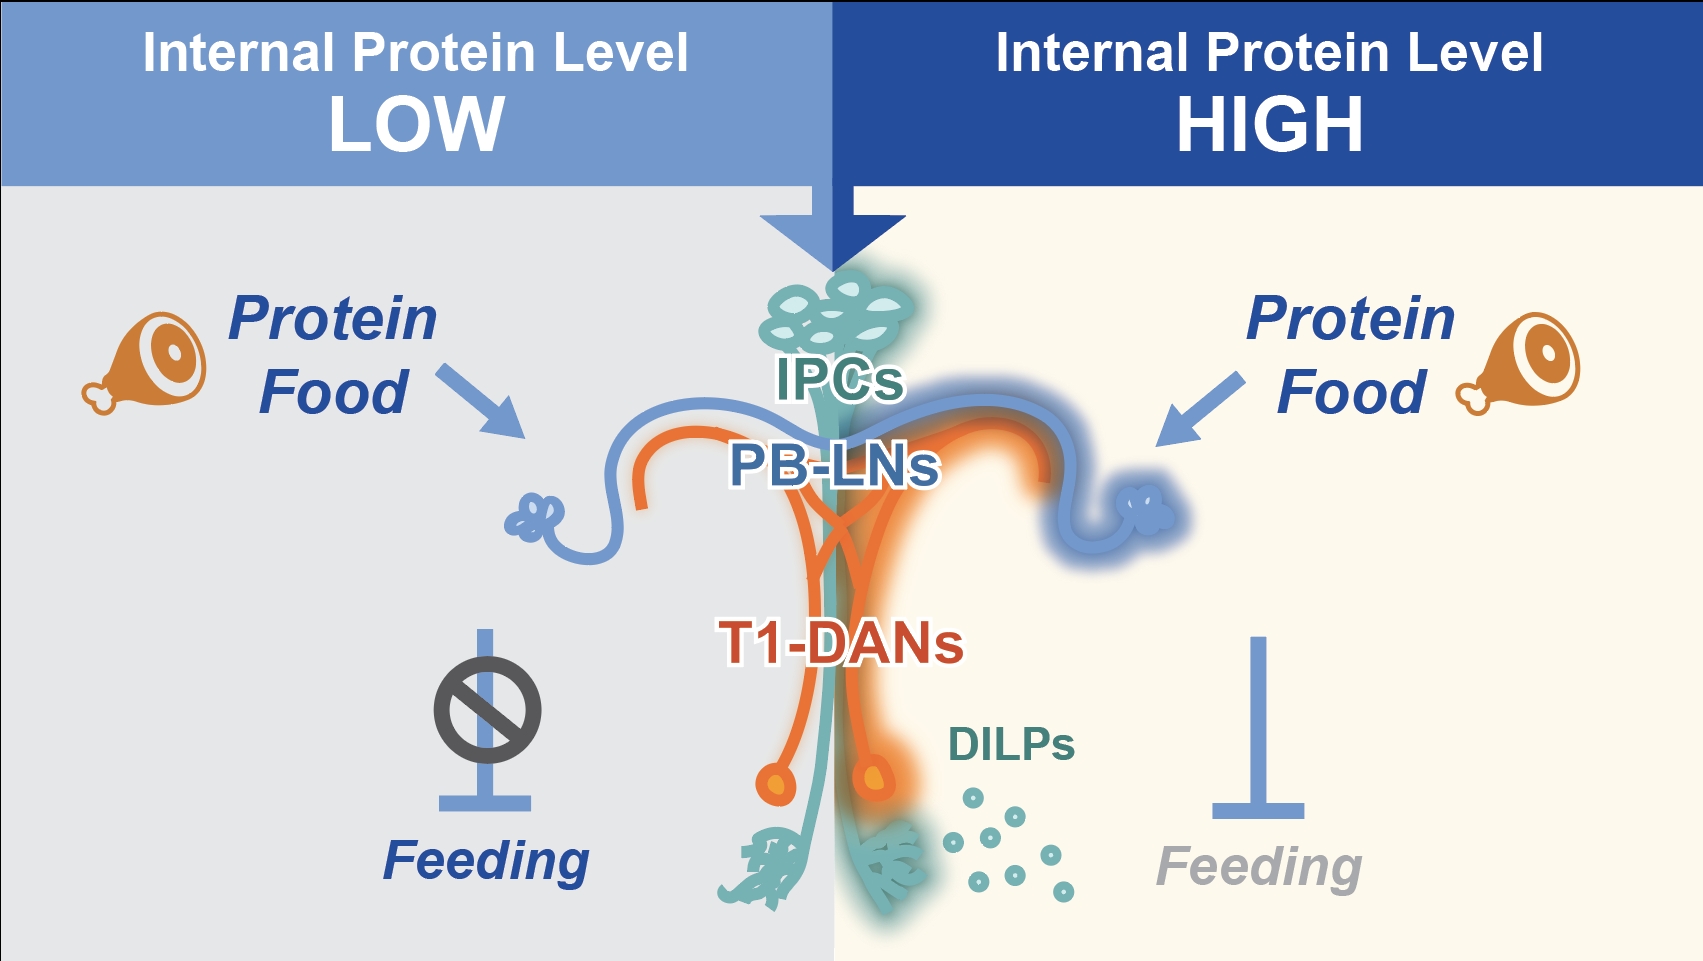 Internal Protein Level
LOW
Internal Protein Level
HIGH
Protein
Food
Protein
Food
IPCs
PB-LNs
T1-DANs
DILPs
Feeding
Feeding